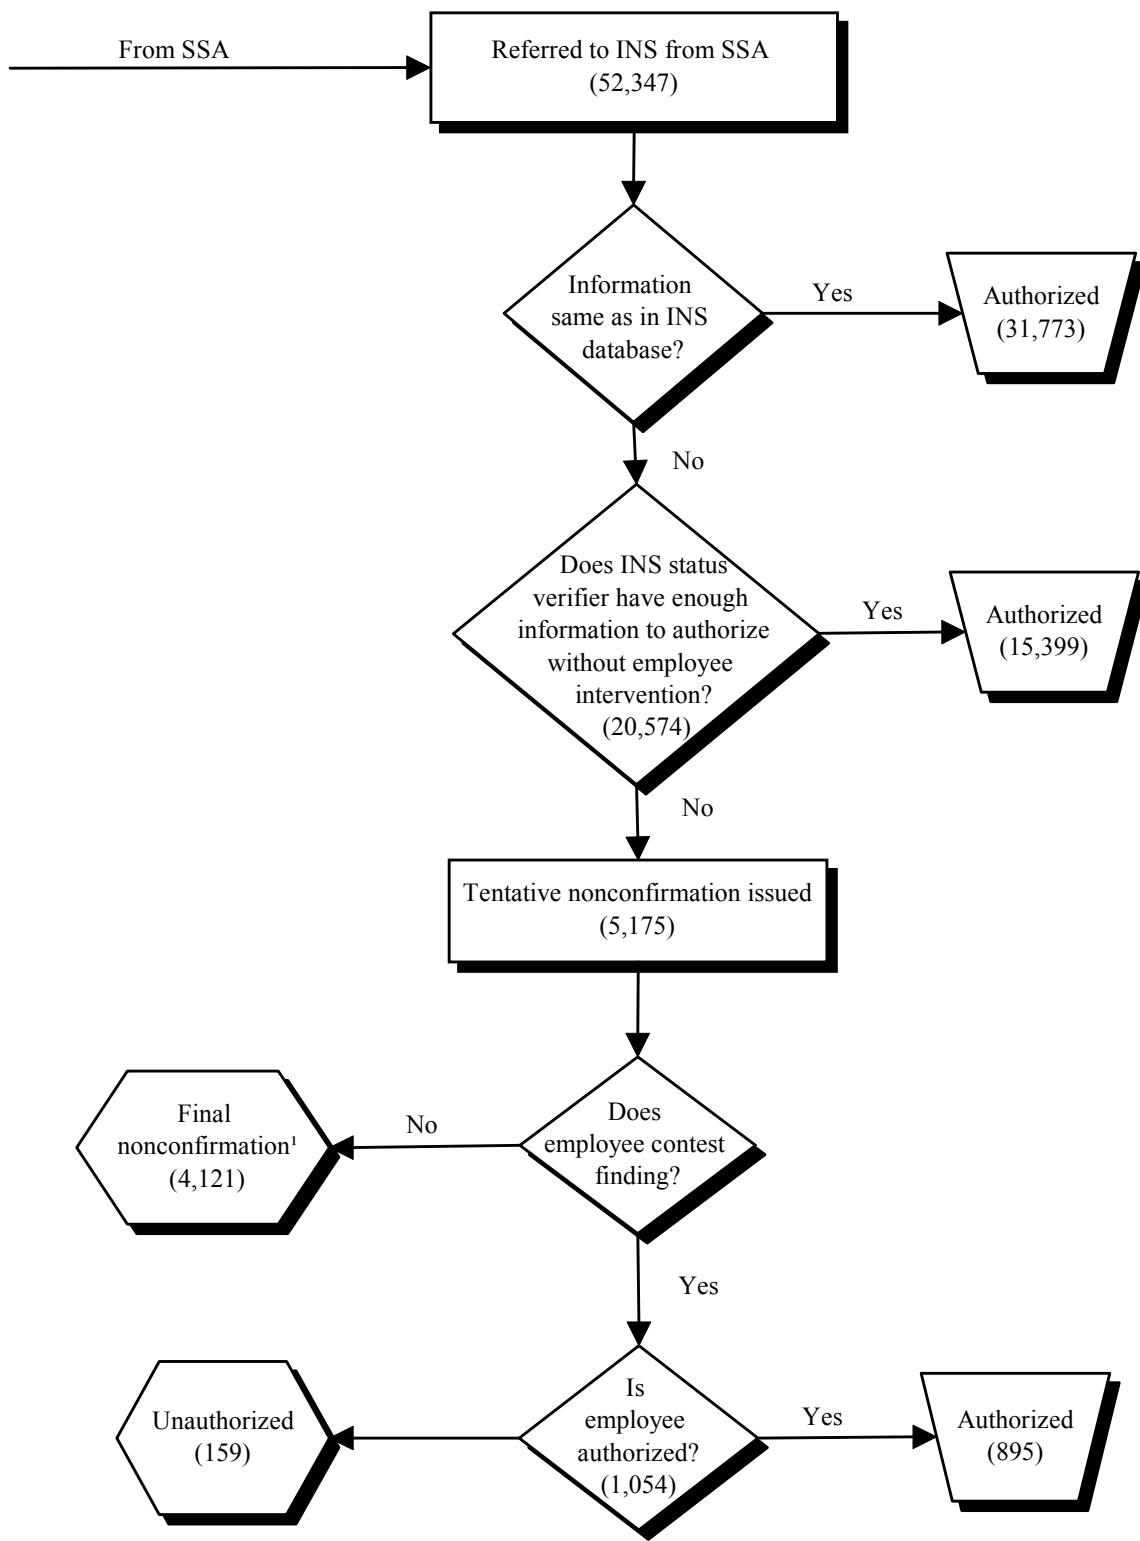 From SSA
Referred to INS from SSA
(52,347)
Information
same as in INS
database?
Yes
Authorized
(31,773)
No
Does INS status
verifier have enough
information to authorize
without employee
intervention?
(20,574)
Yes
Authorized
(15,399)
No
Tentative nonconfirmation issued
(5,175)
Does
employee contest
finding?
No
Final
nonconfirmation¹
(4,121)
Yes
Is
employee
authorized?
(1,054)
Unauthorized
(159)
Yes
Authorized
(895)